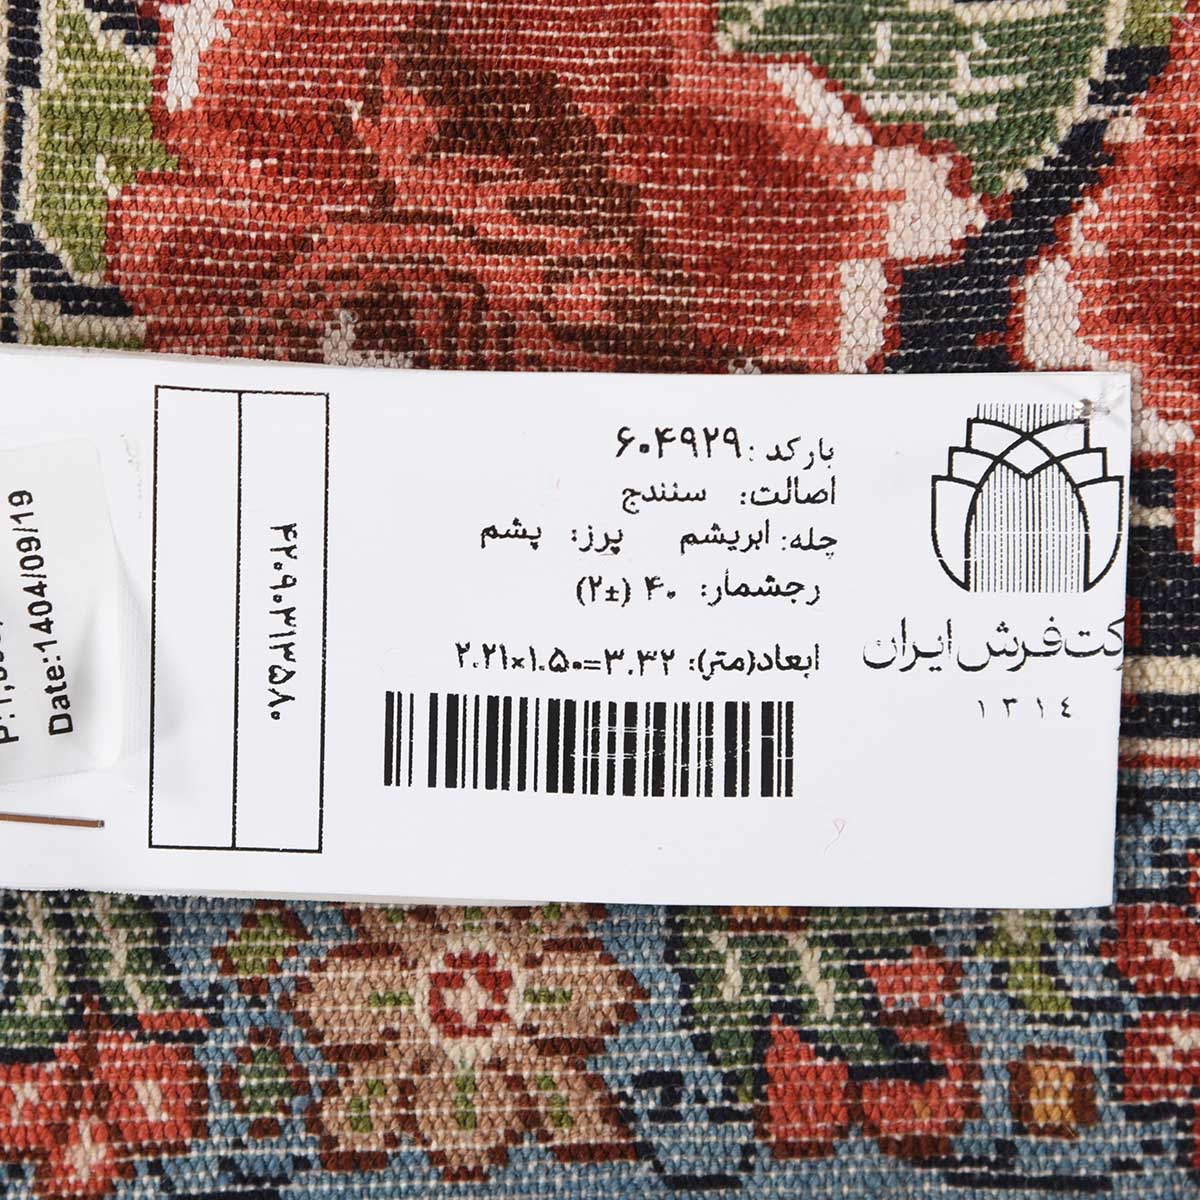 بارکد: ۶۰۴۹۲۹
اصالت: سنندج
چله: ابریشم پرز: پشم
رجشمار: ۴۰ (±۲)
ابعاد(متر): ۲.۲۱×۱.۵۰=۳.۳۲
کت فرش ایران
۱۳۱٤
۴۲۰۹۰۳۱۳۵۸۰
Date:1404/09/19